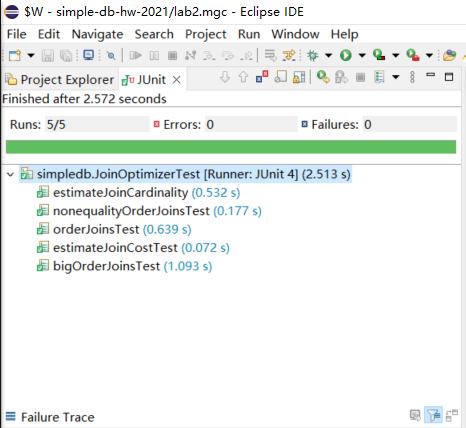 $W - simple-db-hw-2021/lab2.mgc - Eclipse IDE
File Edit Navigate Search Project Run Window Help
Project Explorer JUnit
Finished after 2.572 seconds
Runs: 5/5 Errors: 0 Failures: 0
simpledb.JoinOptimizerTest [Runner: JUnit 4] (2.513 s)
estimateJoinCardinality (0.532 s)
nonequalityOrderJoinsTest (0.177 s)
orderJoinsTest (0.639 s)
estimateJoinCostTest (0.072 s)
bigOrderJoinsTest (1.093 s)
Failure Trace